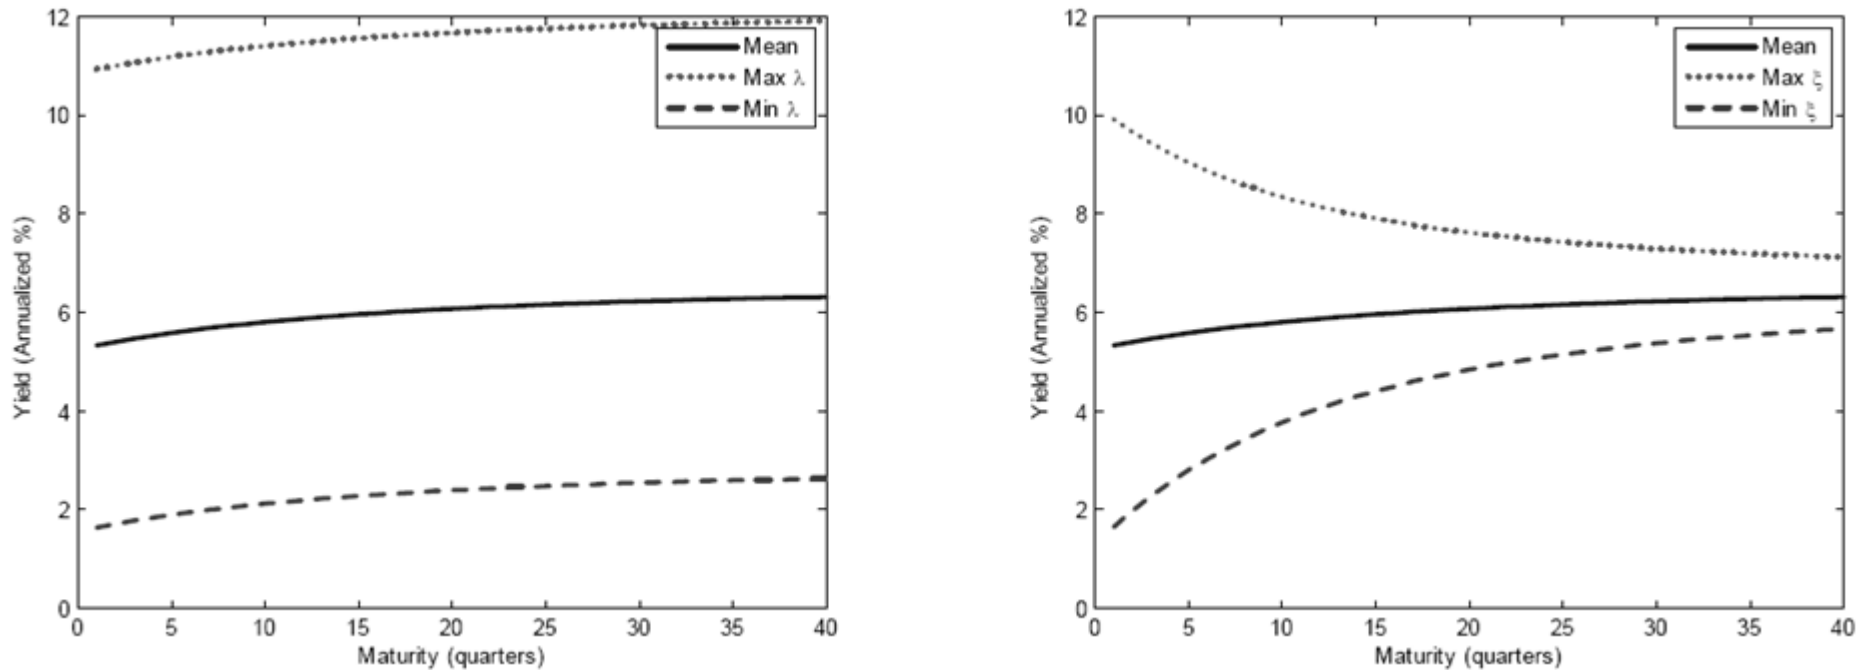 12
10
8
6
4
2
0
Yield (Annualized %)
Mean
Max λ
Min λ
0 5 10 15 20 25 30 35 40
Maturity (quarters)
12
10
8
6
4
2
0
Yield (Annualized %)
Mean
Max ξ
Min ξ
0 5 10 15 20 25 30 35 40
Maturity (quarters)